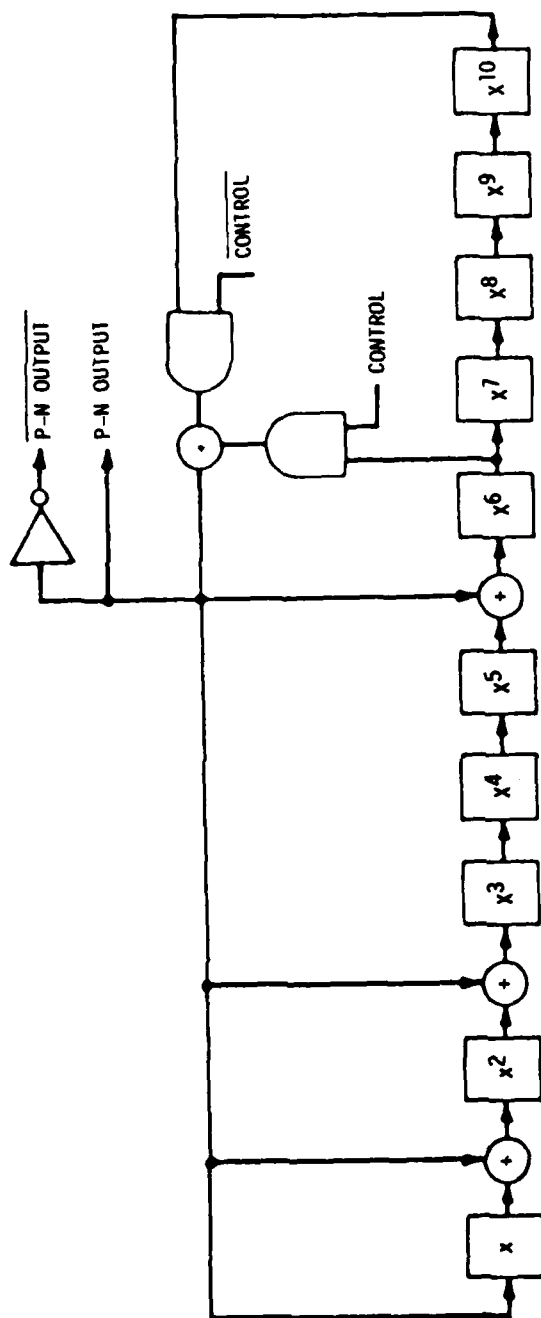 P-N OUTPUT
P-N OUTPUT
CONTROL
CONTROL
·
+
+
+
x
x²
x³
x⁴
x⁵
x⁶
x⁷
x⁸
x⁹
x¹⁰